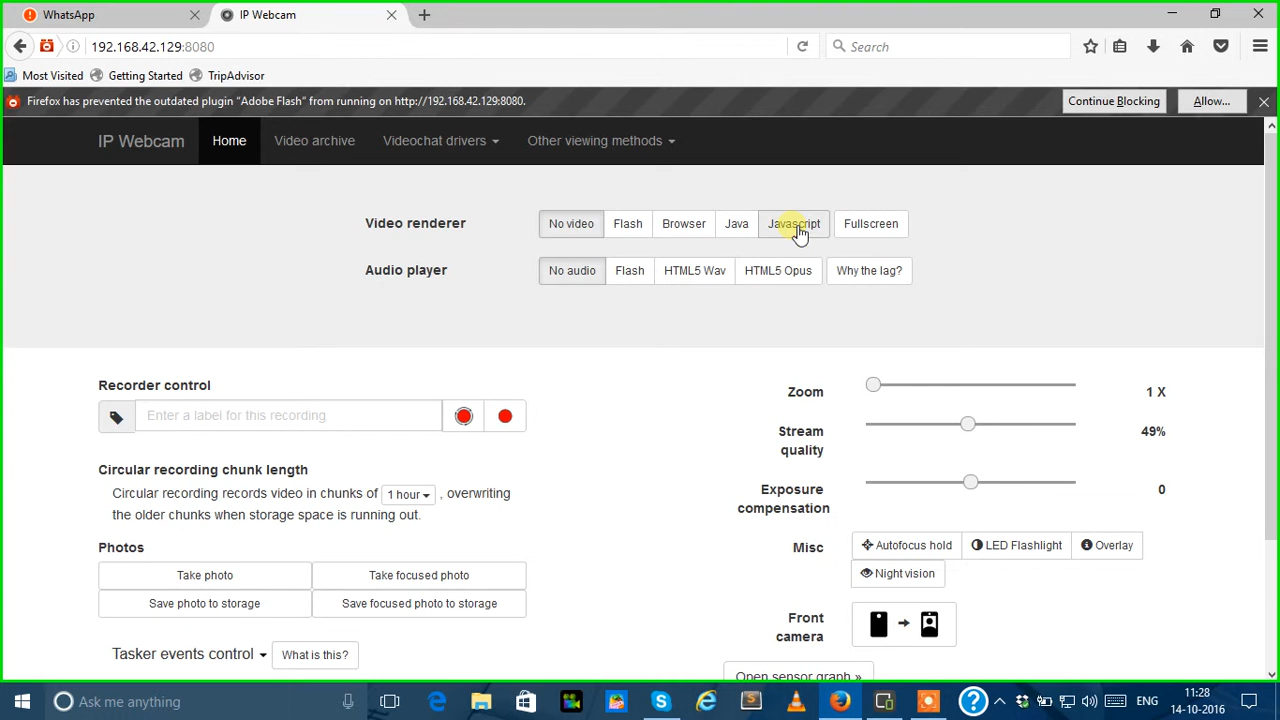 WhatsApp
IP Webcam
192.168.42.129:8080
Search
Most Visited Getting Started TripAdvisor
Firefox has prevented the outdated plugin "Adobe Flash" from running on http://192.168.42.129:8080.
Continue Blocking Allow...
IP Webcam Home Video archive Videochat drivers Other viewing methods
Video renderer No video Flash Browser Java Javascript Fullscreen
Audio player No audio Flash HTML5 Wav HTML5 Opus Why the lag?
Recorder control
Enter a label for this recording
Circular recording chunk length
Circular recording records video in chunks of 1 hour , overwriting
the older chunks when storage space is running out.
Photos
Take photo Take focused photo
Save photo to storage Save focused photo to storage
Tasker events control What is this?
Zoom 1 X
Stream
quality 49%
Exposure
compensation 0
Misc Autofocus hold LED Flashlight Overlay
Night vision
Front
camera
Open sensor graph »
Ask me anything
ENG
11:28
14-10-2016